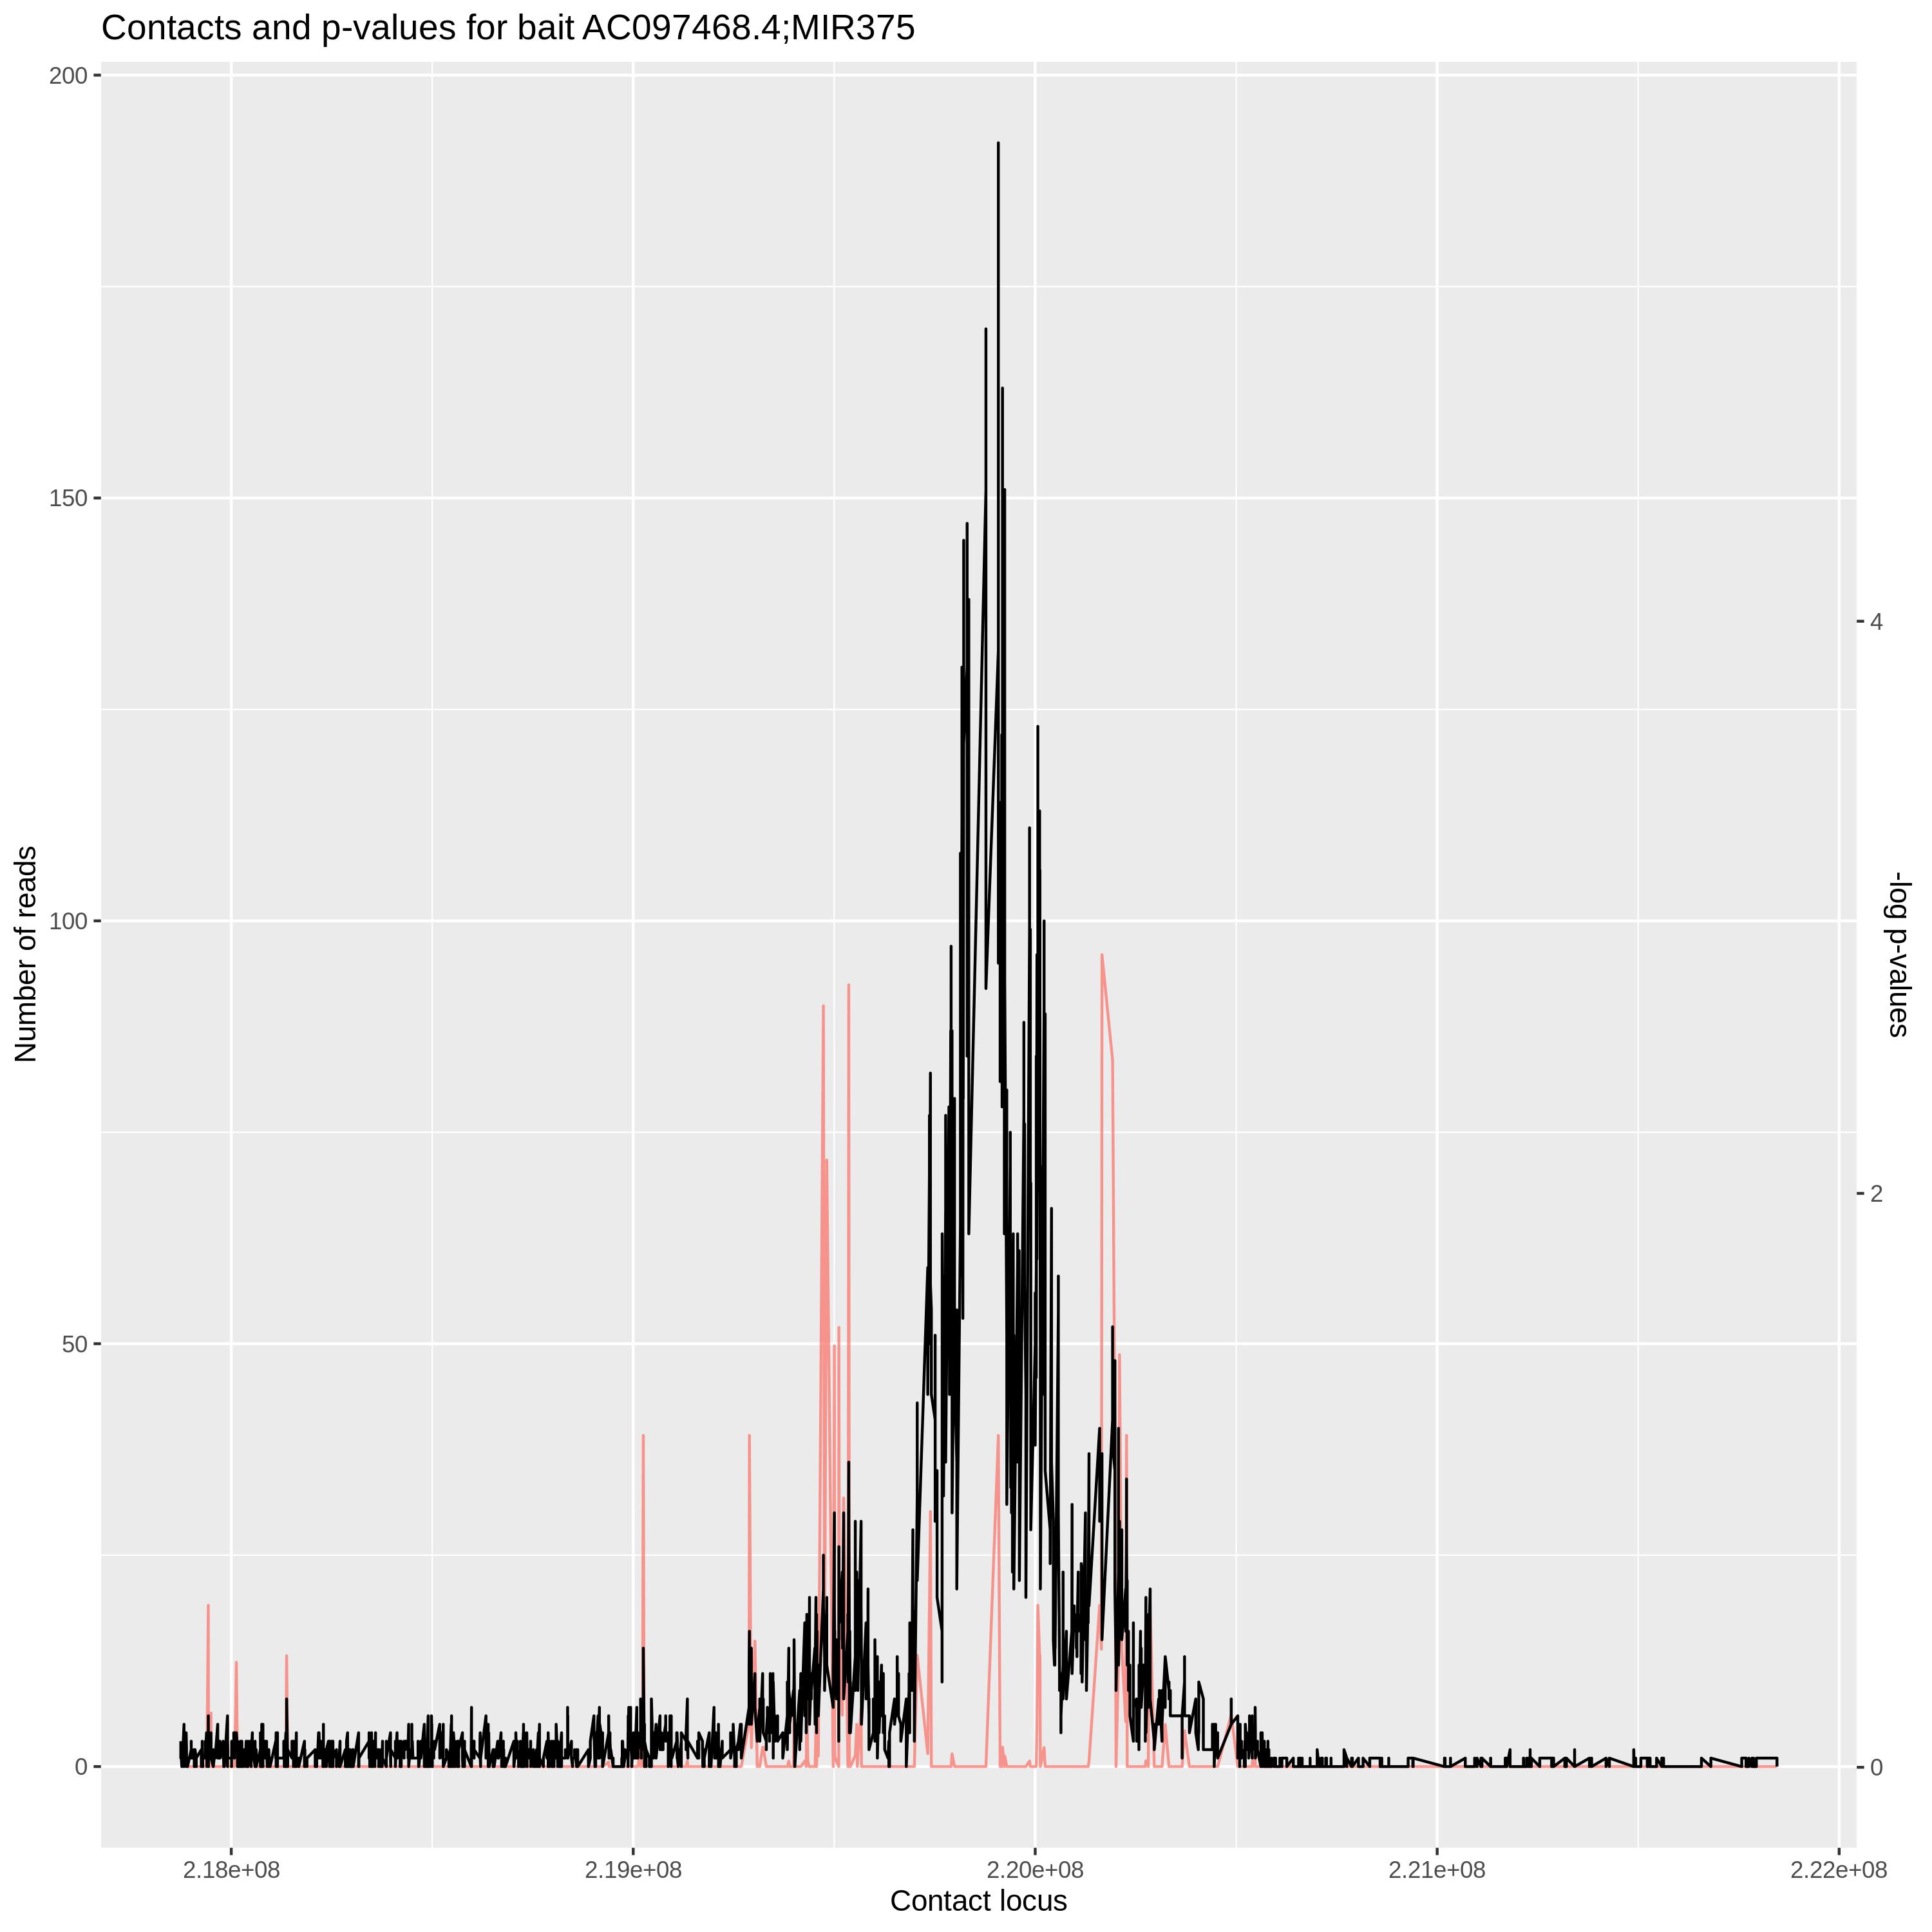 Contacts and p-values for bait AC097468.4;MIR375
200
150
100
50
0
Number of reads
4
2
0
-log p-values
2.18e+08
2.19e+08
2.20e+08
2.21e+08
2.22e+08
Contact locus